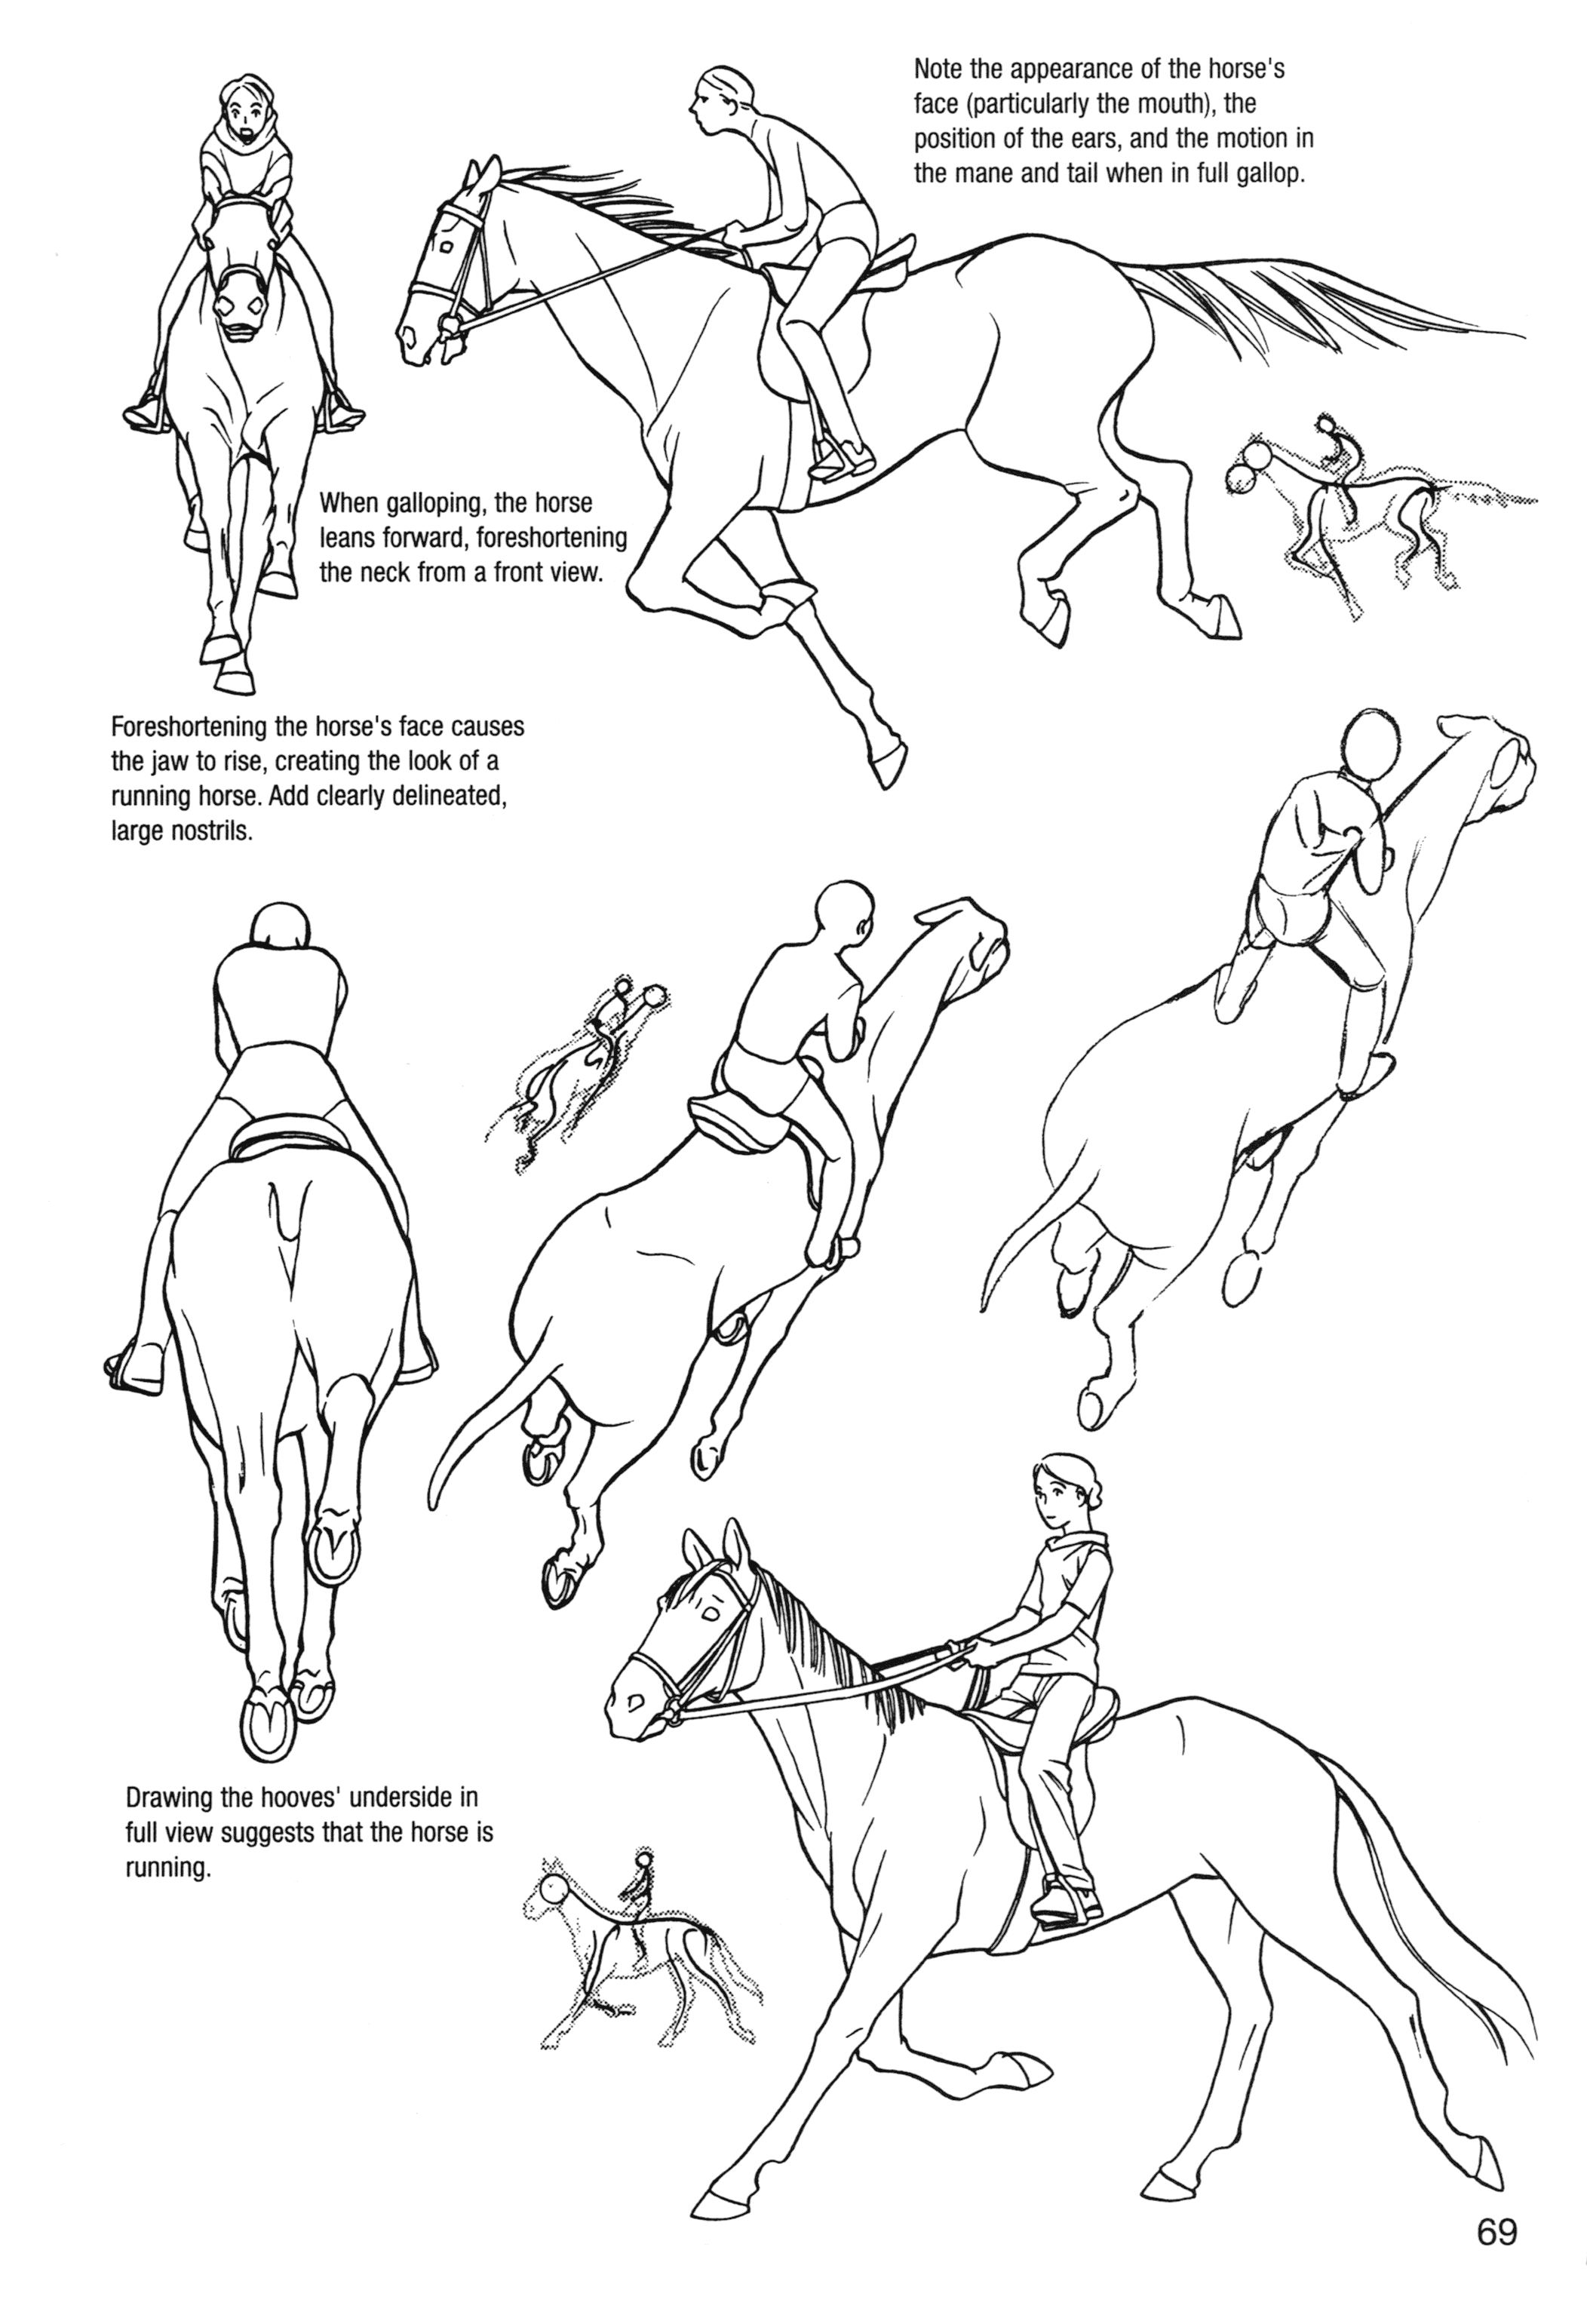 Note the appearance of the horse's
face (particularly the mouth), the
position of the ears, and the motion in
the mane and tail when in full gallop.
When galloping, the horse
leans forward, foreshortening
the neck from a front view.
Foreshortening the horse's face causes
the jaw to rise, creating the look of a
running horse. Add clearly delineated,
large nostrils.
Drawing the hooves' underside in
full view suggests that the horse is
running.
69